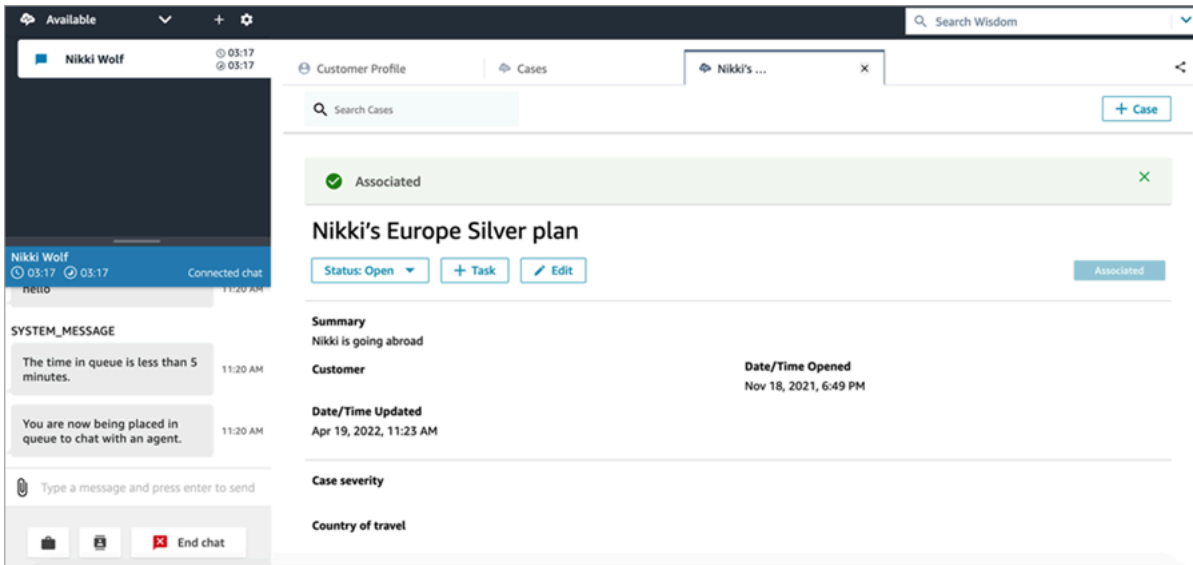 Available
Search Wisdom
Nikki Wolf
03:17
03:17
Customer Profile
Cases
Nikki's ...
Search Cases
+ Case
Associated
Nikki's Europe Silver plan
Status: Open
+ Task
Edit
Associated
Nikki Wolf
03:17 03:17 Connected chat
hello 11:20 AM
SYSTEM_MESSAGE
The time in queue is less than 5
minutes.
11:20 AM
You are now being placed in
queue to chat with an agent.
11:20 AM
Type a message and press enter to send
End chat
Summary
Nikki is going abroad
Customer
Date/Time Opened
Nov 18, 2021, 6:49 PM
Date/Time Updated
Apr 19, 2022, 11:23 AM
Case severity
Country of travel